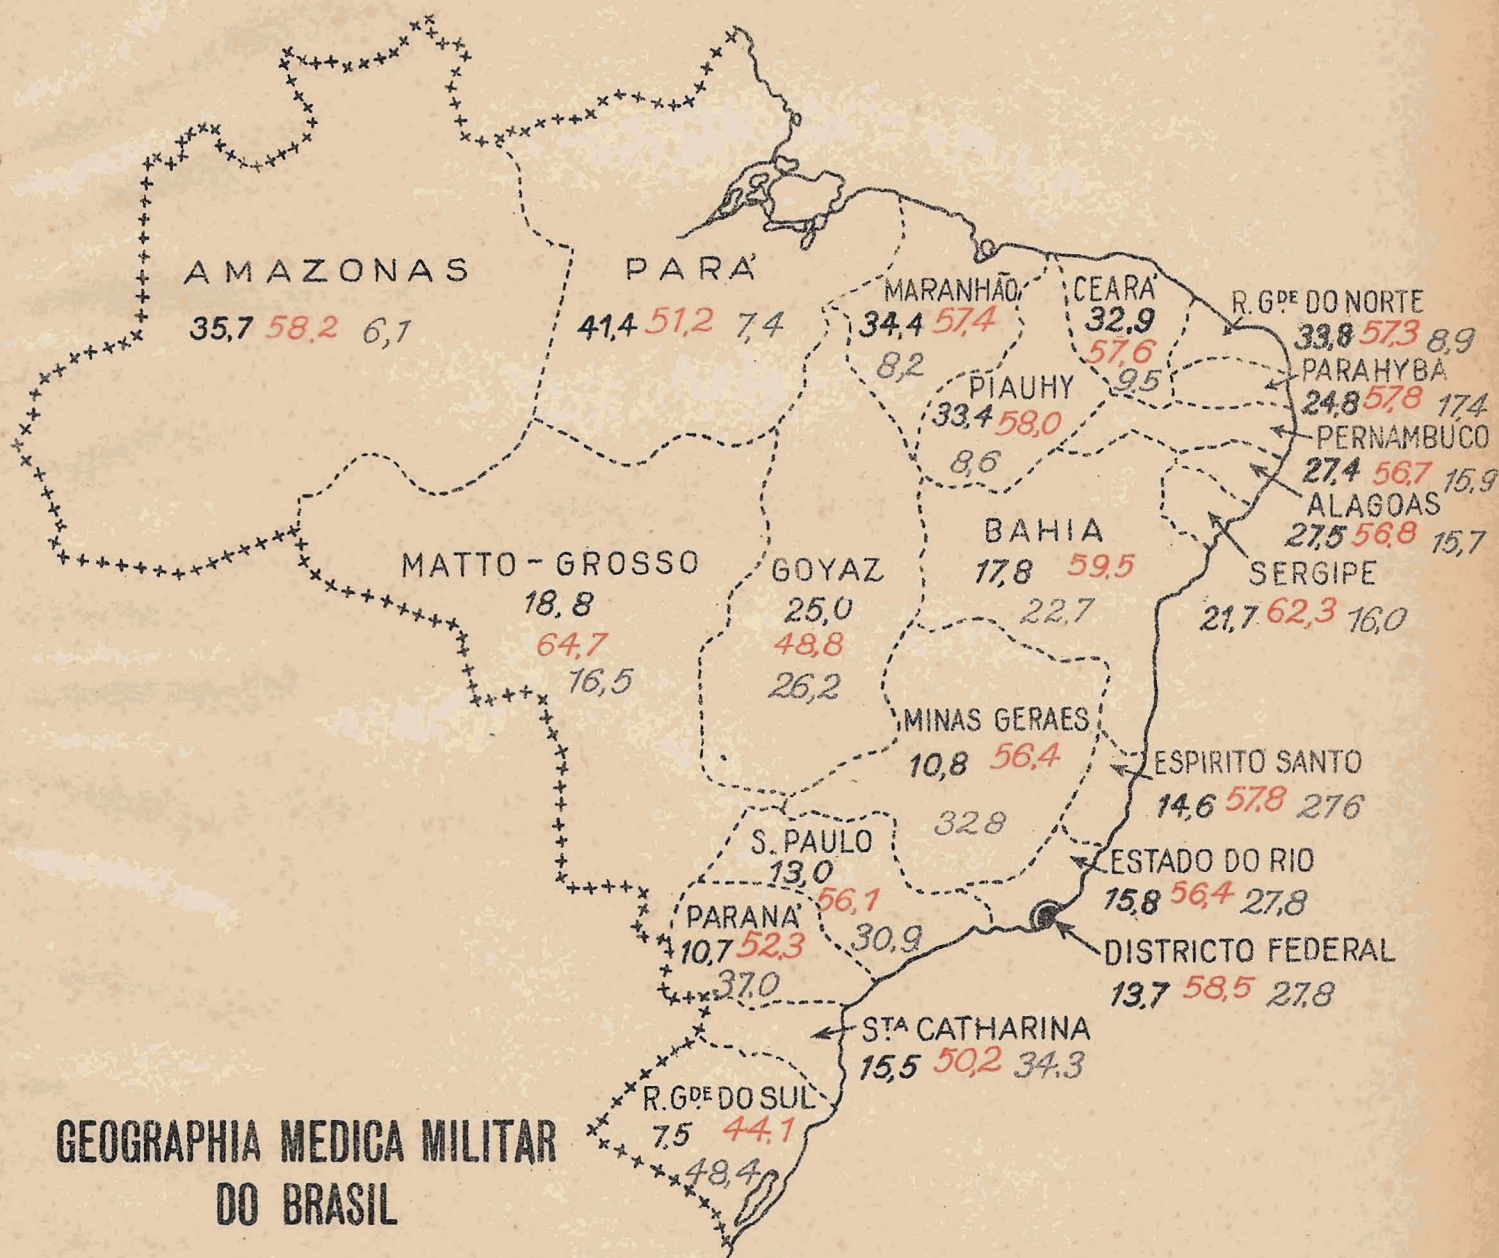 AMAZONAS
35,7 58,2 6,1
PARÁ
41,4 51,2 7,4
MARANHÃO
34,4 57,4
8,2
CEARÁ
32,9
57,6
9,5
R. GDE DO NORTE
33,8 57,3 8,9
PIAUHY
33,4 58,0
8,6
PARAHYBA
24,8 57,8 17,4
PERNAMBUCO
27,4 56,7 15,9
ALAGOAS
27,5 56,8 15,7
SERGIPE
21,7 62,3 16,0
BAHIA
17,8 59,5
22,7
MATTO-GROSSO
18,8
64,7
16,5
GOYAZ
25,0
48,8
26,2
MINAS GERAES
10,8 56,4
32,8
ESPIRITO SANTO
14,6 57,8 27,6
S. PAULO
13,0
56,1
30,9
ESTADO DO RIO
15,8 56,4 27,8
PARANÁ
10,7 52,3
37,0
DISTRICTO FEDERAL
13,7 58,5 27,8
STA CATHARINA
15,5 50,2 34.3
R. GDE DO SUL
7,5 44,1
48,4
GEOGRAPHIA MEDICA MILITAR
DO BRASIL